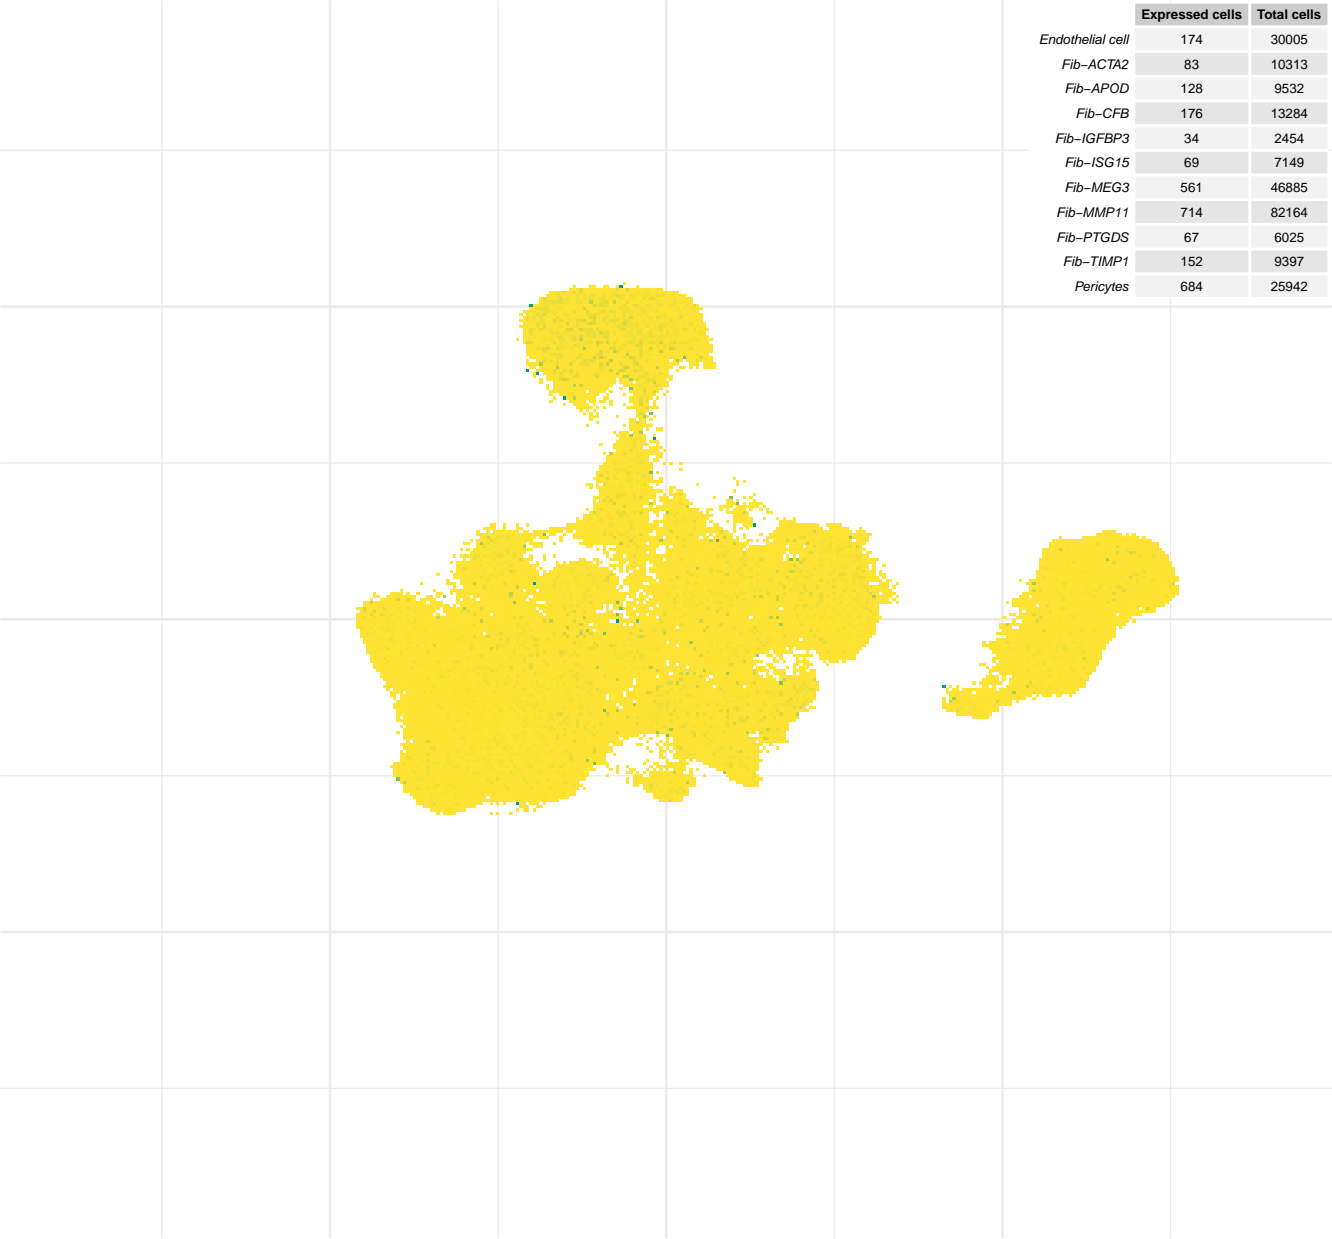 Expressed cells Total cells
Endothelial cell 174 30005
Fib−ACTA2 83 10313
Fib−APOD 128 9532
Fib−CFB 176 13284
Fib−IGFBP3 34 2454
Fib−ISG15 69 7149
Fib−MEG3 561 46885
Fib−MMP11 714 82164
Fib−PTGDS 67 6025
Fib−TIMP1 152 9397
Pericytes 684 25942